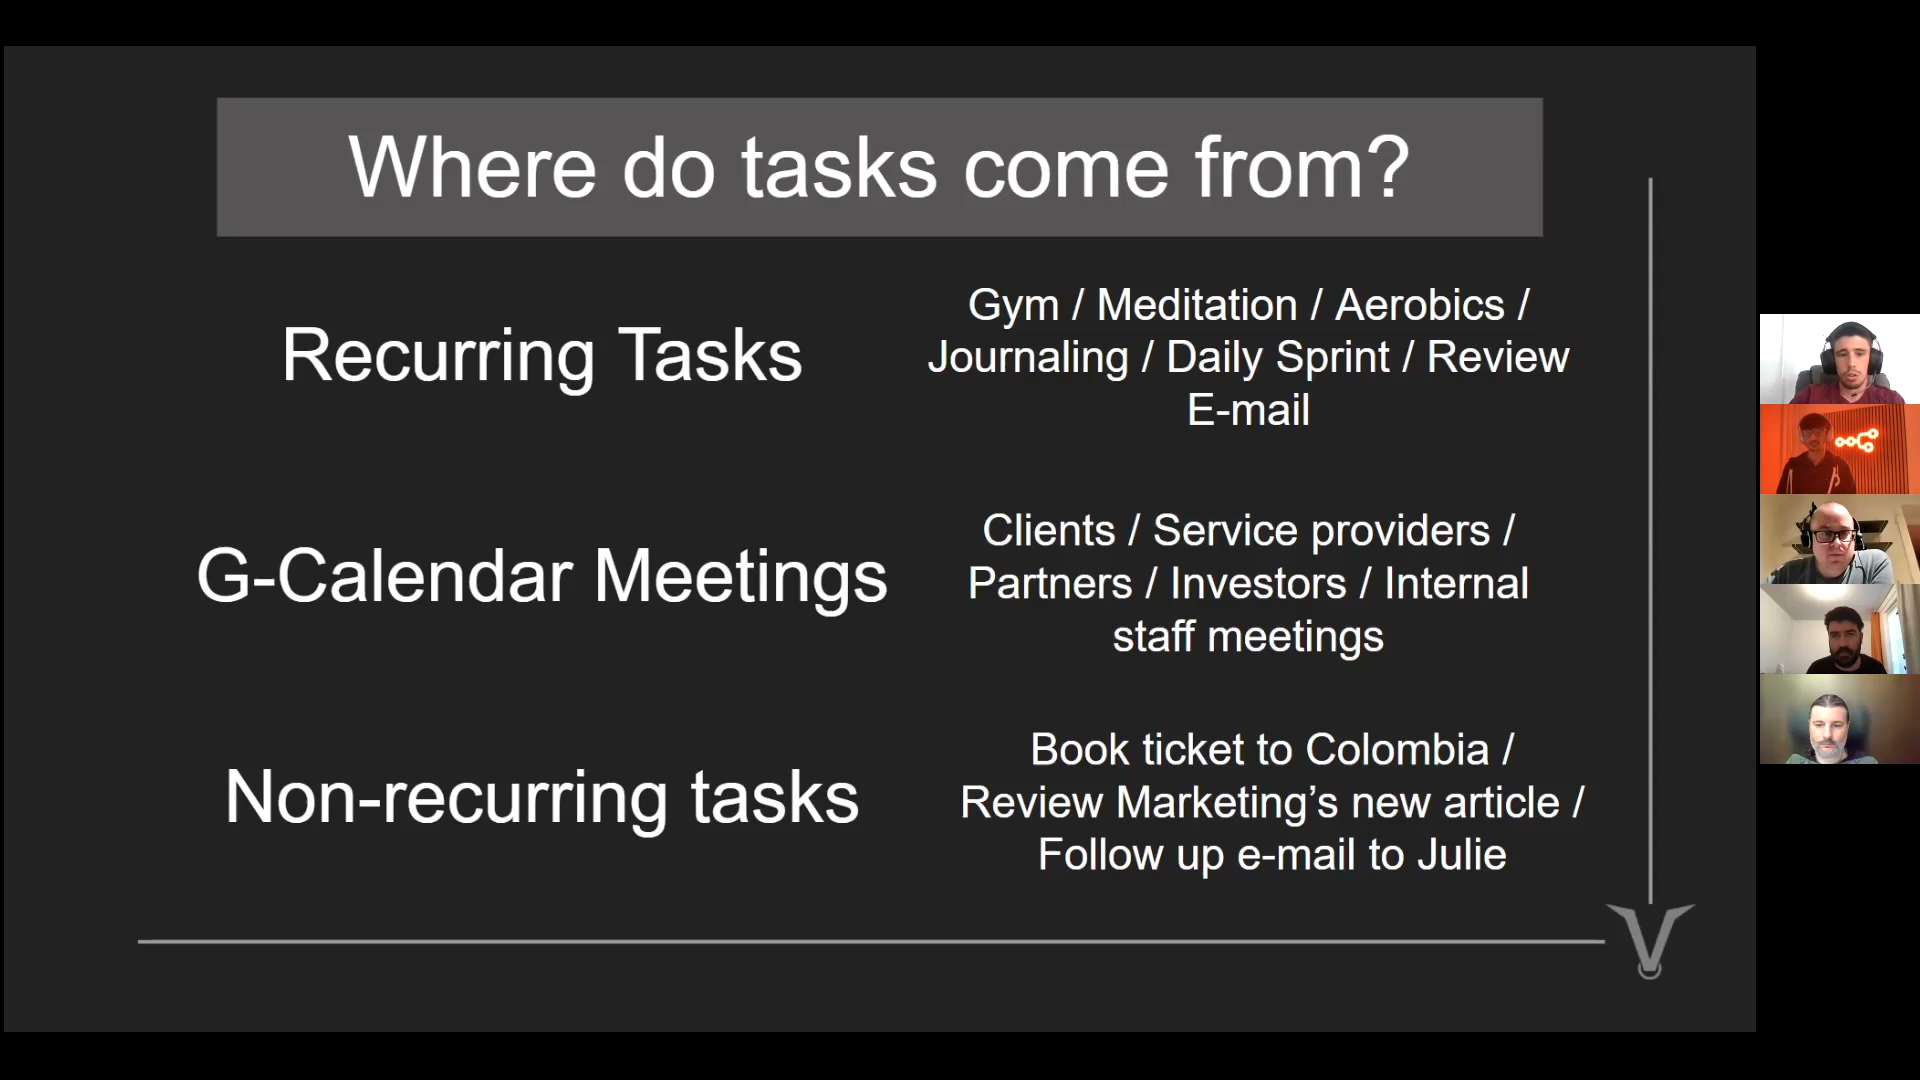 Where do tasks come from?
Recurring Tasks
Gym / Meditation / Aerobics /
Journaling / Daily Sprint / Review
E-mail
G-Calendar Meetings
Clients / Service providers /
Partners / Investors / Internal
staff meetings
Non-recurring tasks
Book ticket to Colombia /
Review Marketing’s new article /
Follow up e-mail to Julie